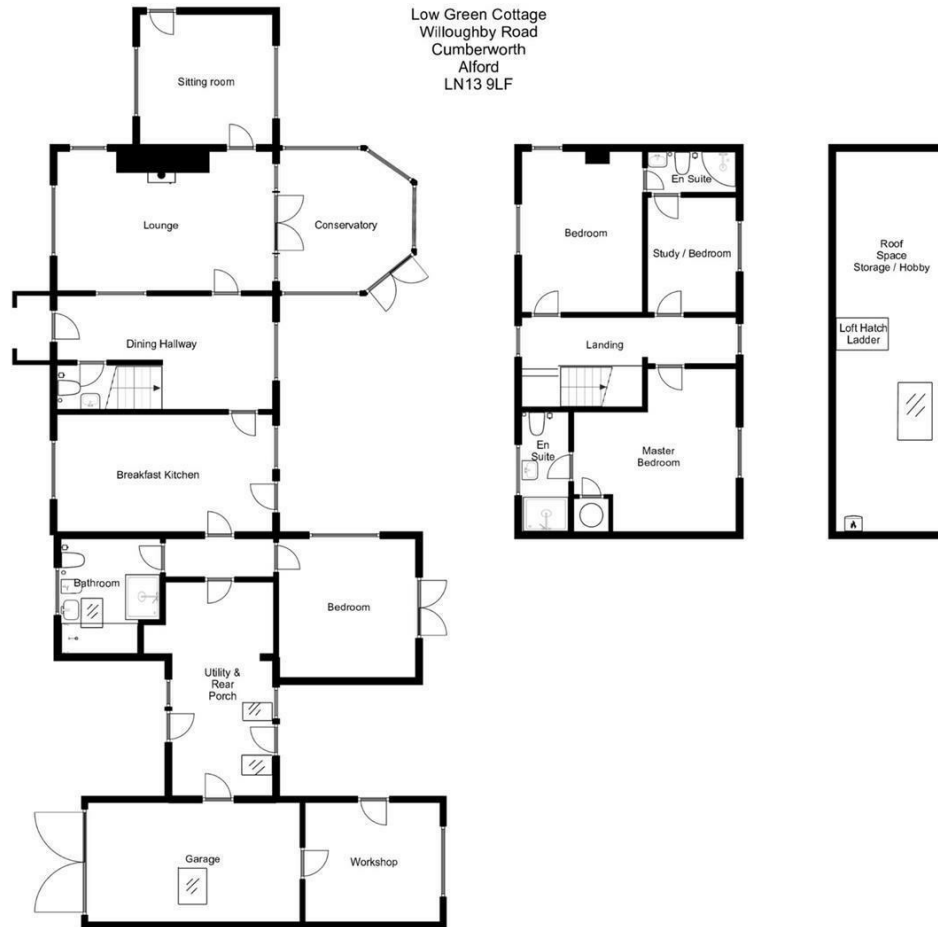 Low Green Cottage
Willoughby Road
Cumberworth
Alford
LN13 9LF
Sitting room
Lounge
Conservatory
Dining Hallway
Breakfast Kitchen
Bathroom
Bedroom
Utility &
Rear
Porch
Garage
Workshop
En Suite
Bedroom
Study / Bedroom
Landing
En
Suite
Master
Bedroom
Roof
Space
Storage / Hobby
Loft Hatch
Ladder